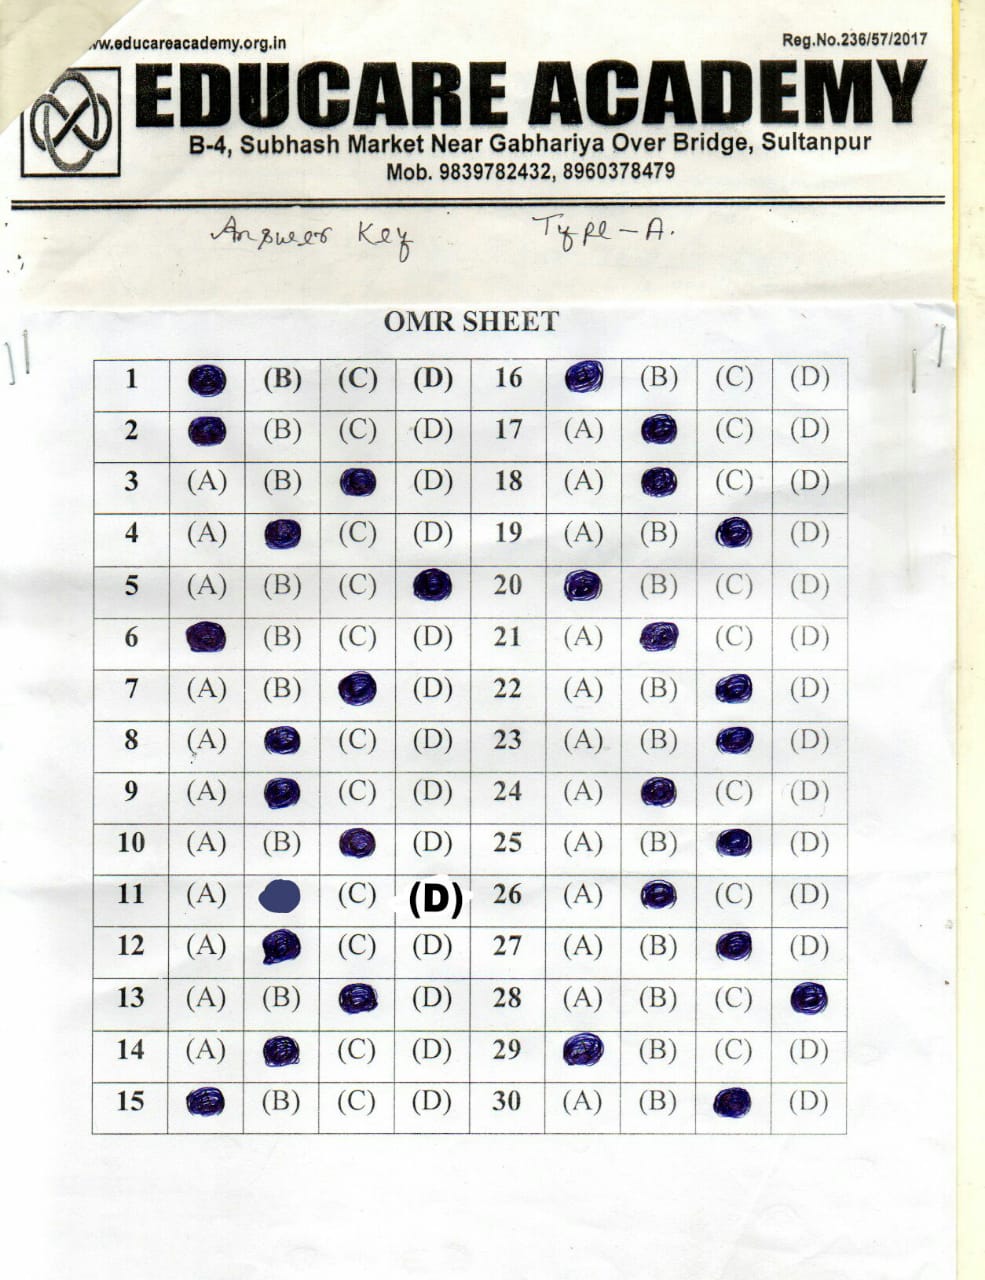 ww.educareacademy.org.in Reg.No.236/57/2017
EDUCARE ACADEMY
B-4, Subhash Market Near Gabhariya Over Bridge, Sultanpur
Mob. 9839782432, 8960378479
Answer Key Type-A.
OMR SHEET
1 (B) (C) (D) 16 (B) (C) (D)
2 (B) (C) (D) 17 (A) (C) (D)
3 (A) (B) (D) 18 (A) (C) (D)
4 (A) (C) (D) 19 (A) (B) (D)
5 (A) (B) (C) 20 (B) (C) (D)
6 (B) (C) (D) 21 (A) (C) (D)
7 (A) (B) (D) 22 (A) (B) (D)
8 (A) (C) (D) 23 (A) (B) (D)
9 (A) (C) (D) 24 (A) (C) (D)
10 (A) (B) (D) 25 (A) (B) (D)
11 (A) (C) (D) 26 (A) (C) (D)
12 (A) (C) (D) 27 (A) (B) (D)
13 (A) (B) (D) 28 (A) (B) (C)
14 (A) (C) (D) 29 (B) (C) (D)
15 (B) (C) (D) 30 (A) (B) (D)